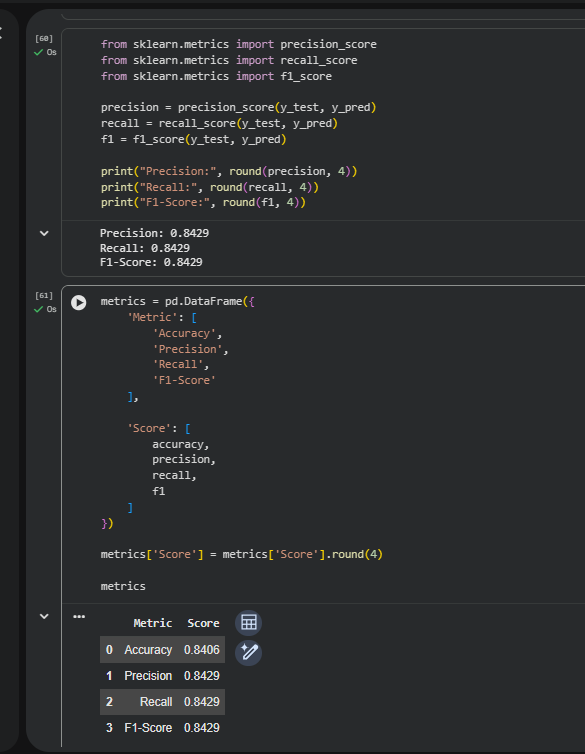 [60]
0s
from sklearn.metrics import precision_score
from sklearn.metrics import recall_score
from sklearn.metrics import f1_score
precision = precision_score(y_test, y_pred)
recall = recall_score(y_test, y_pred)
f1 = f1_score(y_test, y_pred)
print("Precision:", round(precision, 4))
print("Recall:", round(recall, 4))
print("F1-Score:", round(f1, 4))
Precision: 0.8429
Recall: 0.8429
F1-Score: 0.8429
[61]
0s
metrics = pd.DataFrame({
    'Metric': [
        'Accuracy',
        'Precision',
        'Recall',
        'F1-Score'
    ],
    'Score': [
        accuracy,
        precision,
        recall,
        f1
    ]
})
metrics['Score'] = metrics['Score'].round(4)
metrics
Metric Score
0 Accuracy 0.8406
1 Precision 0.8429
2 Recall 0.8429
3 F1-Score 0.8429